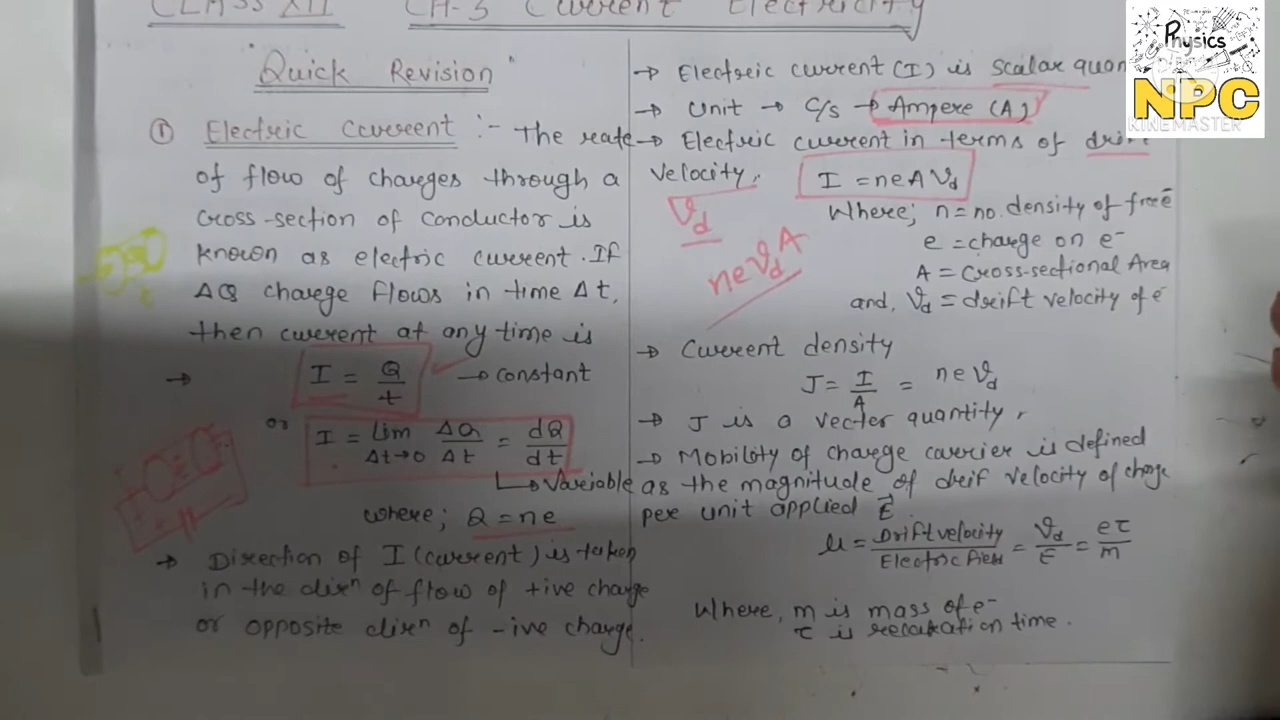 CLASS XII CH-3 Current Electricity
"Quick Revision"
① Electric Current :- The rate
of flow of charges through a
cross-section of conductor is
known as electric current. If
ΔQ charge flows in time Δt,
then current at any time is
→ I = Q/t → constant
or I = lim Δt→0 ΔQ/Δt = dQ/dt
↳ Variable
where; Q = ne
→ Direction of I (current) is taken
in the dirⁿ of flow of +ive charge
or opposite dirⁿ of -ive charge.
→ Electric current (I) is scalar quan
→ Unit → C/s → Ampere (A)
→ Electric current in terms of drift
velocity, I = neAVd
Vd
neVdA
Where; n = no. density of free e⁻
e = charge on e⁻
A = Cross-sectional Area
and, Vd = drift velocity of e⁻
→ Current density
J = I/A = neVd
→ J is a vector quantity,
→ Mobility of charge carrier is defined
as the magnitude of drif velocity of charge
per unit applied E⃗
μ = Drift velocity/Electric field = Vd/E = eτ/m
Where, m is mass of e⁻
τ is relaxation time.
Physics
NPC
KINEMASTER